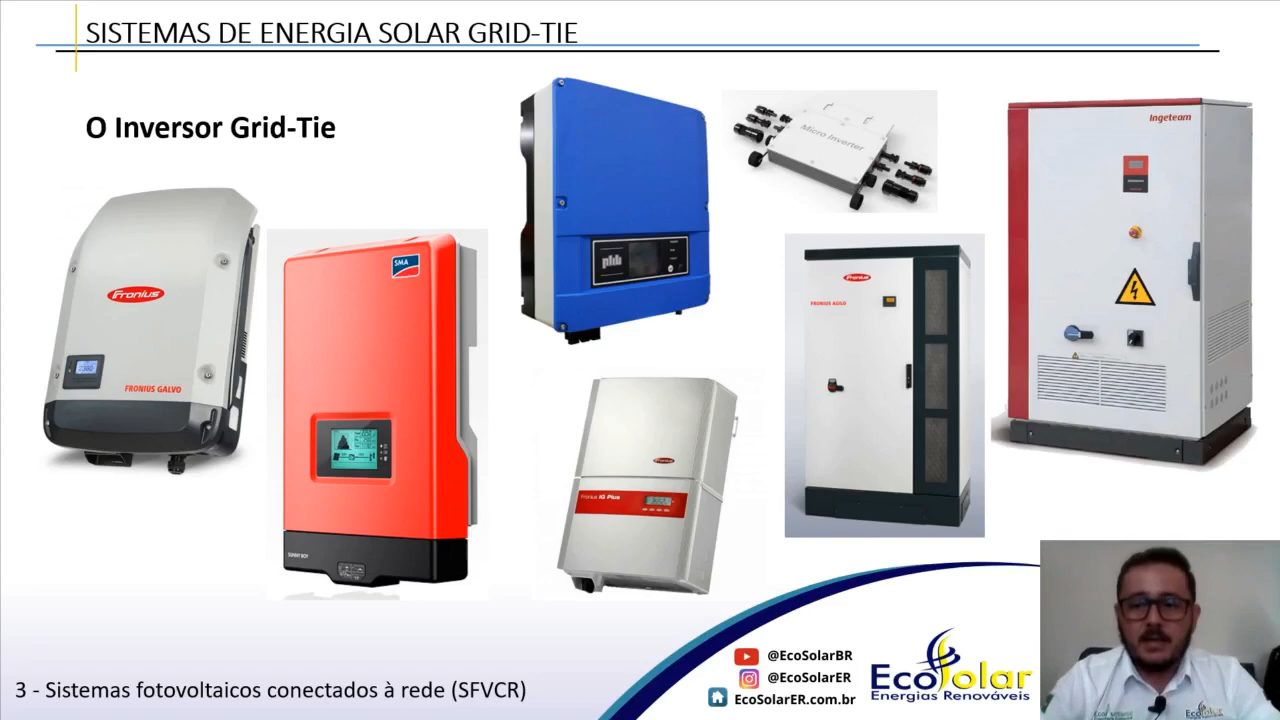 SISTEMAS DE ENERGIA SOLAR GRID-TIE
O Inversor Grid-Tie
Fronius
FRONIUS GALVO
SMA
SUNNY BOY
phb
Micro Inverter
Fronius
Fronius IG Plus
Fronius
FRONIUS AGILO
Ingeteam
@EcoSolarBR
@EcoSolarER
EcoSolarER.com.br
EcoSolar
Energias Renováveis
3 - Sistemas fotovoltaicos conectados à rede (SFVCR)